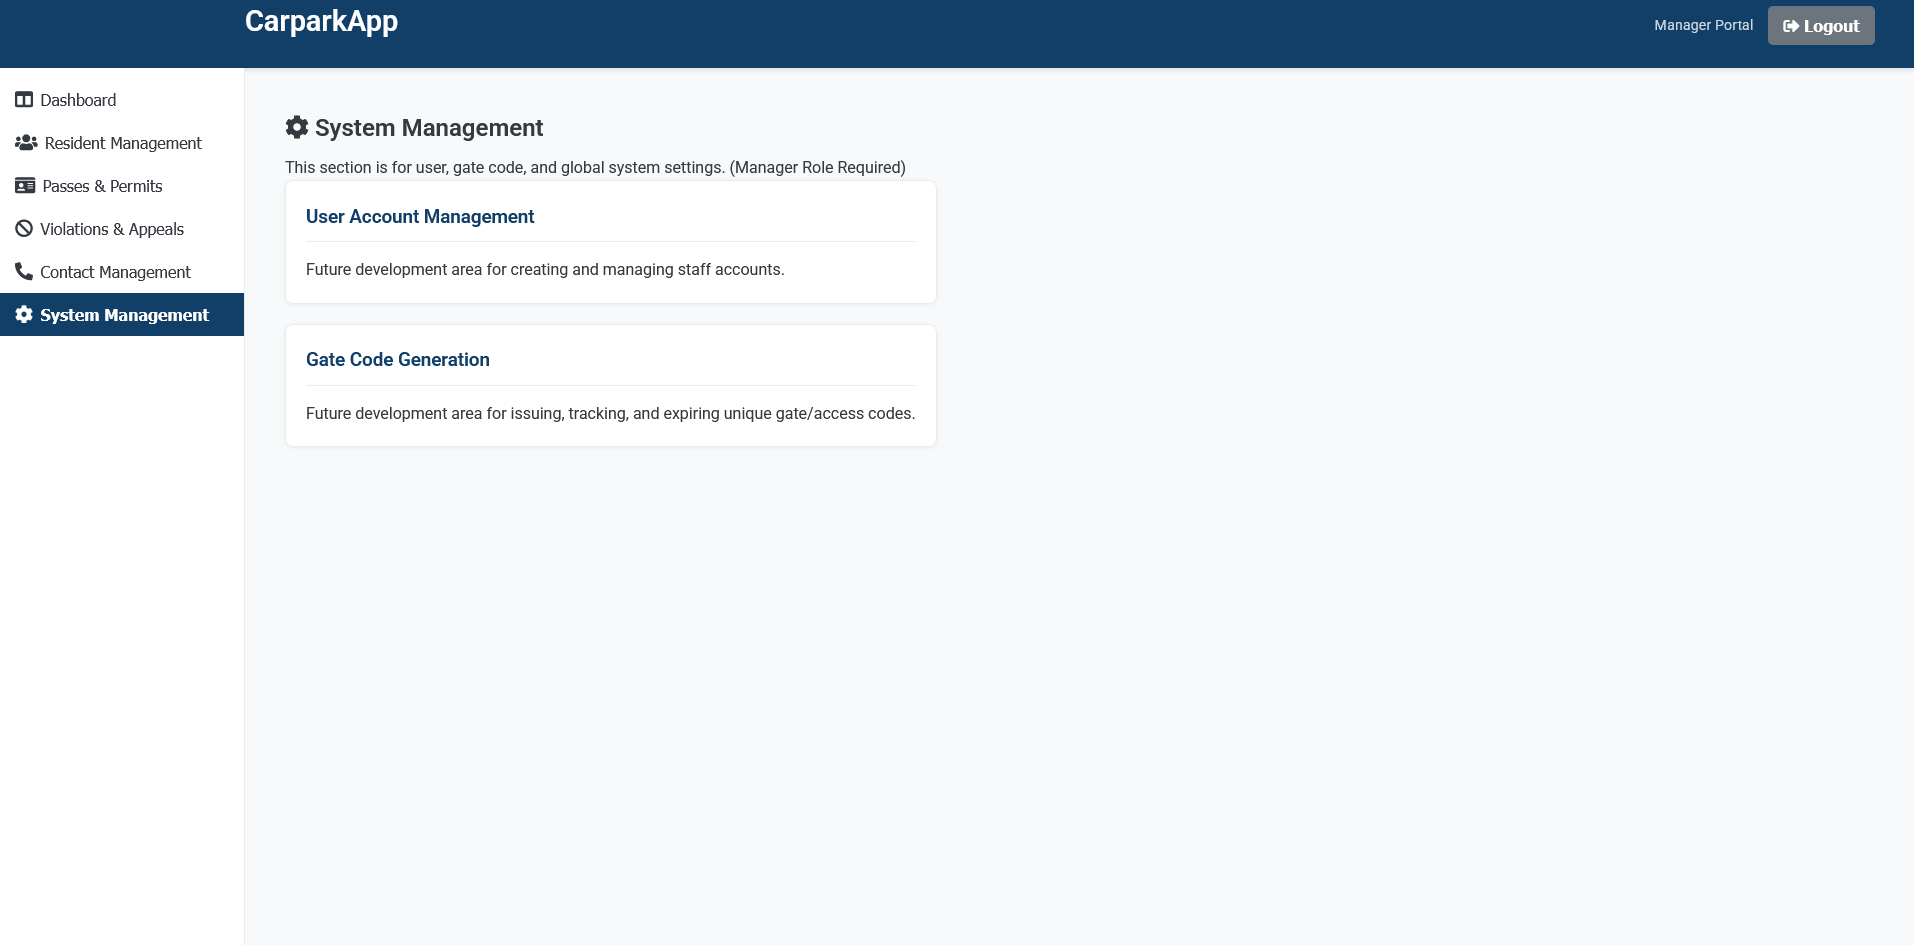 CarparkApp
Manager Portal
Logout
Dashboard
Resident Management
Passes & Permits
Violations & Appeals
Contact Management
System Management
System Management
This section is for user, gate code, and global system settings. (Manager Role Required)
User Account Management
Future development area for creating and managing staff accounts.
Gate Code Generation
Future development area for issuing, tracking, and expiring unique gate/access codes.